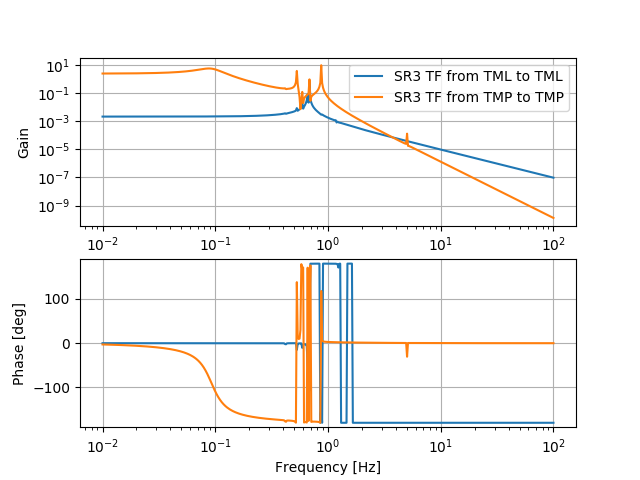 10¹
10⁻¹
10⁻³
10⁻⁵
10⁻⁷
10⁻⁹
Gain
SR3 TF from TML to TML
SR3 TF from TMP to TMP
10⁻² 10⁻¹ 10⁰ 10¹ 10²
100
0
−100
Phase [deg]
10⁻² 10⁻¹ 10⁰ 10¹ 10²
Frequency [Hz]